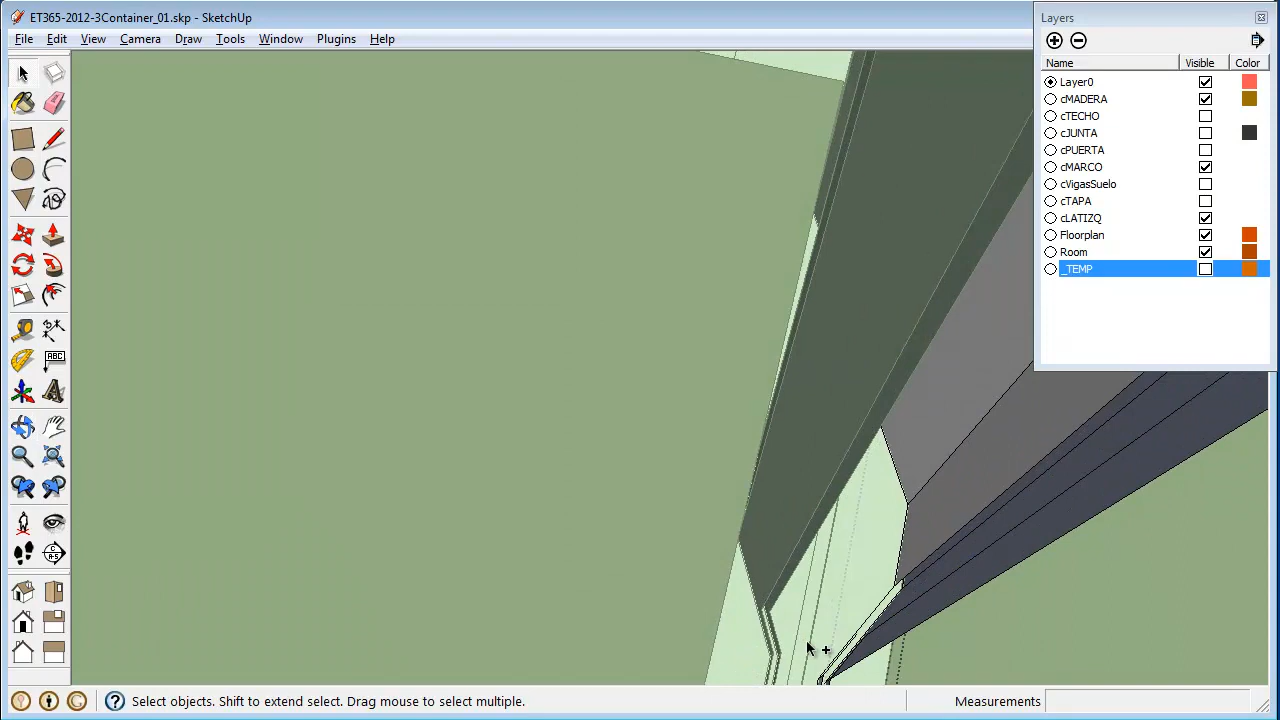 ET365-2012-3Container_01.skp - SketchUp
File Edit View Camera Draw Tools Window Plugins Help
Layers
Name Visible Color
Layer0
cMADERA
cTECHO
cJUNTA
cPUERTA
cMARCO
cVigasSuelo
cTAPA
cLATIZQ
Floorplan
Room
_TEMP
ABC
A
C
A-S
G ? Select objects. Shift to extend select. Drag mouse to select multiple. Measurements